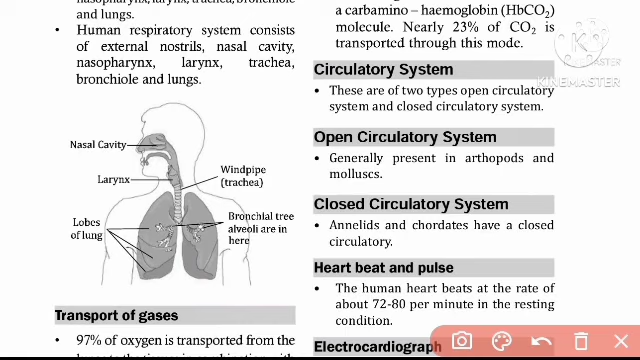 nasopharynx, larynx, trachea, bronchiole
and lungs.
• Human respiratory system consists
of external nostrils, nasal cavity,
nasopharynx, larynx, trachea,
bronchiole and lungs.
Nasal Cavity
Larynx
Windpipe
(trachea)
Lobes
of lung
Bronchial tree
alveoli are in
here
Transport of gases
• 97% of oxygen is transported from the
a carbamino – haemoglobin (HbCO₂)
molecule. Nearly 23% of CO₂ is
transported through this mode.
Circulatory System
• These are of two types open circulatory
system and closed circulatory system.
Open Circulatory System
• Generally present in arthopods and
molluscs.
Closed Circulatory System
• Annelids and chordates have a closed
circulatory.
Heart beat and pulse
• The human heart beats at the rate of
about 72-80 per minute in the resting
condition.
Electrocardiograph
KINEMASTER